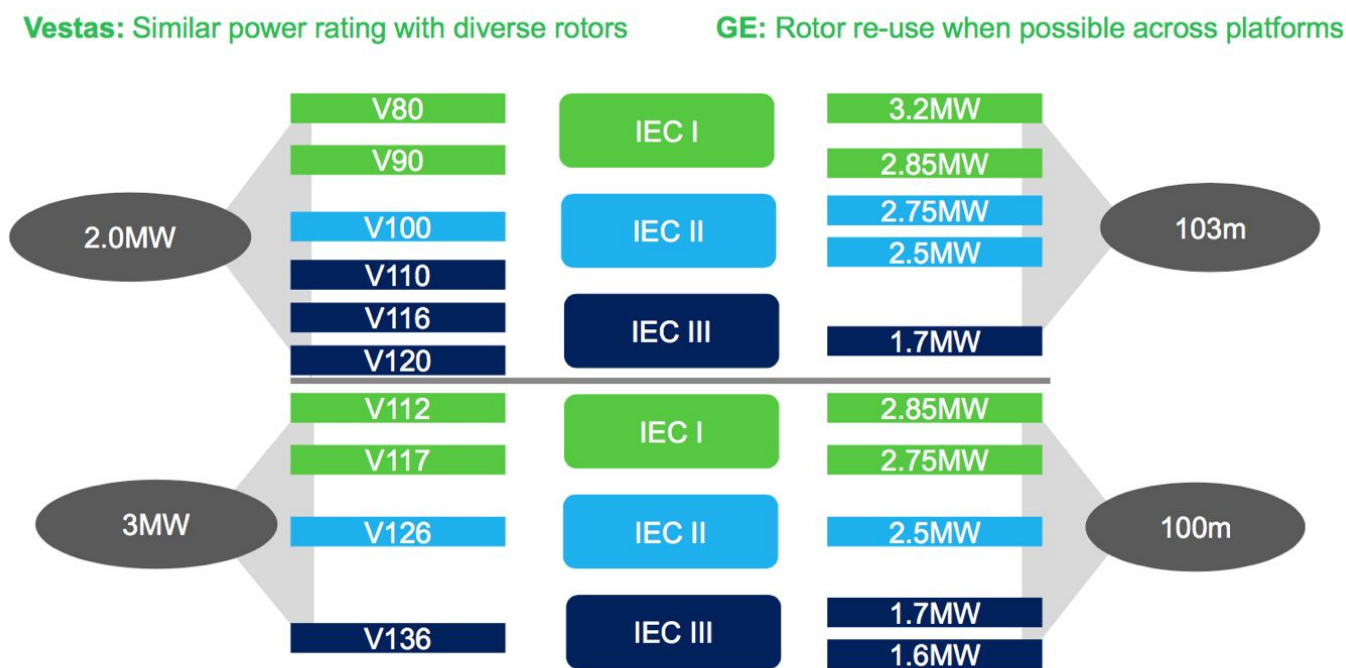 Vestas: Similar power rating with diverse rotors
GE: Rotor re-use when possible across platforms
2.0MW
V80
V90
V100
V110
V116
V120
IEC I
IEC II
IEC III
3.2MW
2.85MW
2.75MW
2.5MW
1.7MW
103m
3MW
V112
V117
V126
V136
IEC I
IEC II
IEC III
2.85MW
2.75MW
2.5MW
1.7MW
1.6MW
100m